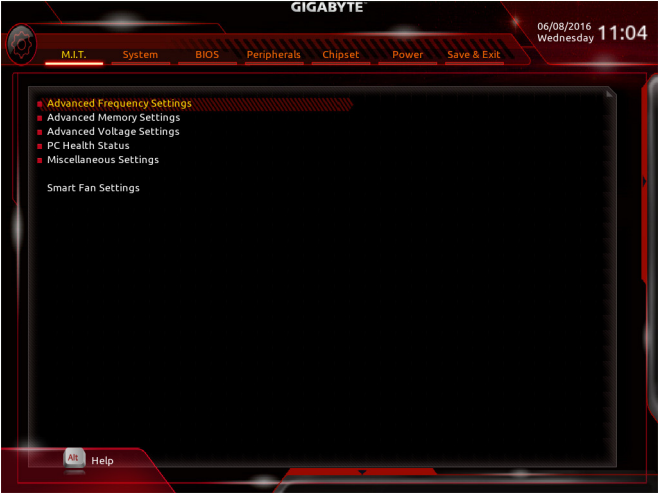 GIGABYTE
06/08/2016
Wednesday 11:04
M.I.T. System BIOS Peripherals Chipset Power Save & Exit
Advanced Frequency Settings
Advanced Memory Settings
Advanced Voltage Settings
PC Health Status
Miscellaneous Settings
Smart Fan Settings
Alt Help